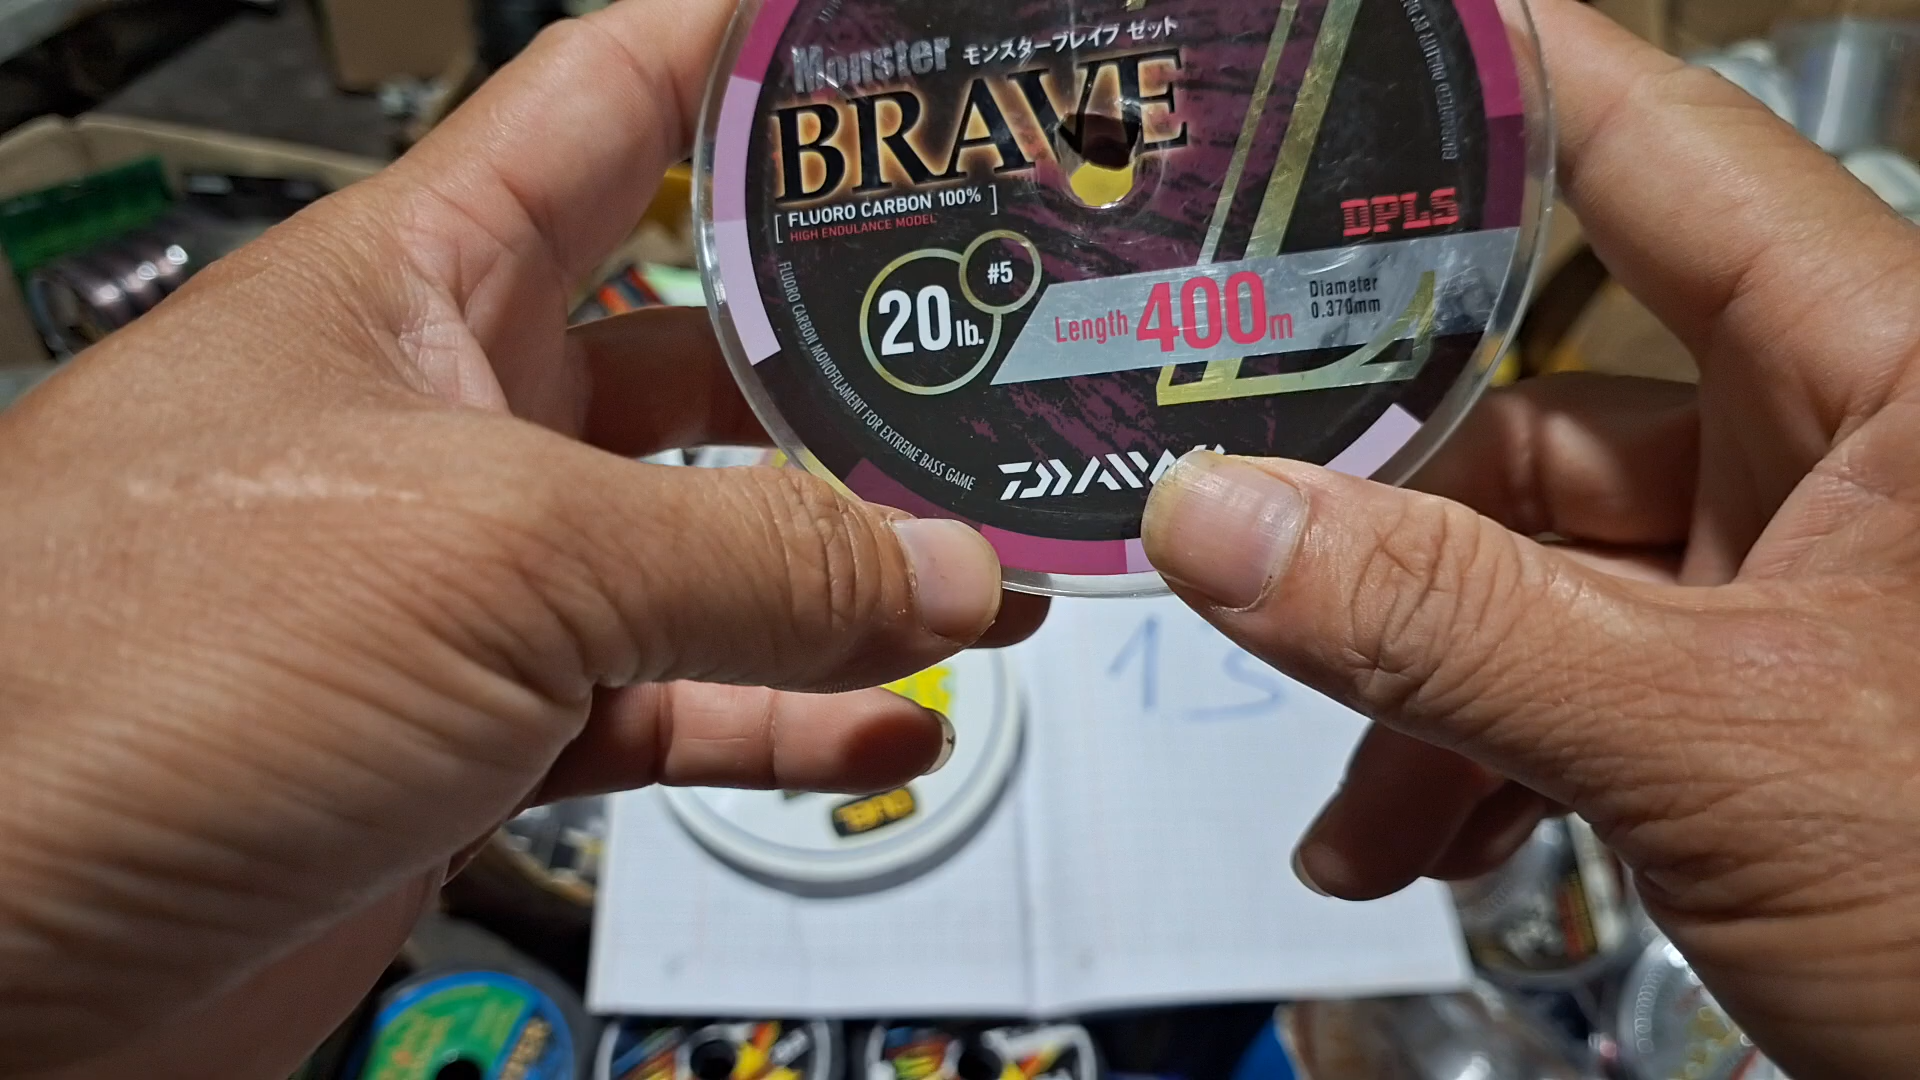 Monster モンスターブレイブ ゼット
BRAVE Z
[ FLUORO CARBON 100% ]
HIGH ENDULANCE MODEL
20lb. #5
Length 400m
Diameter
0.370mm
DPLS
FLUORO CARBON MONOFILAMENT FOR EXTREME BASS GAME
DAIWA